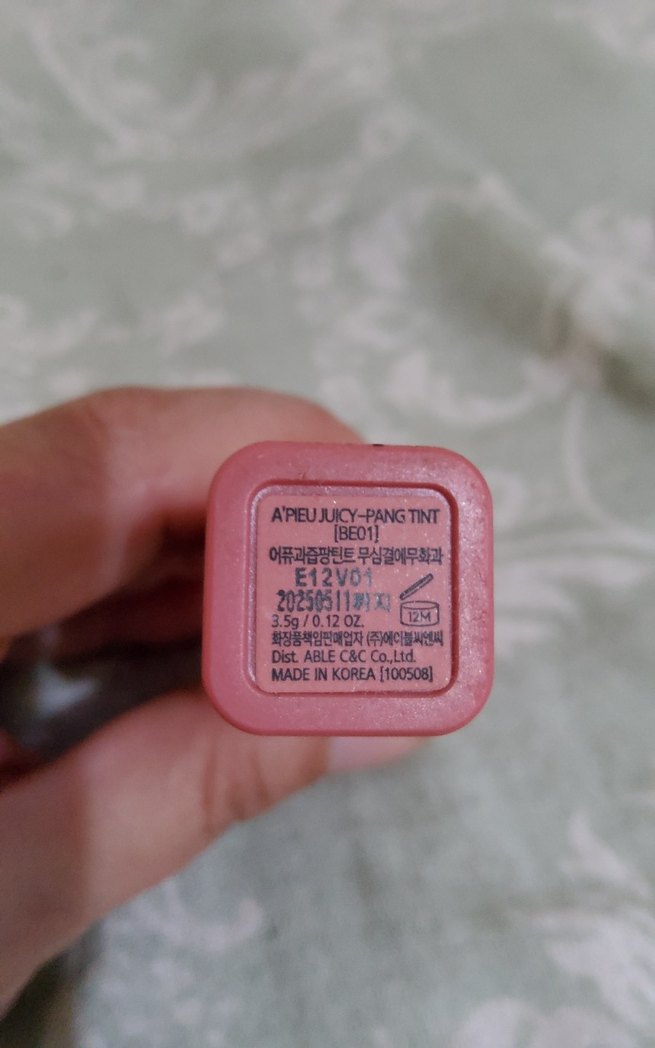 A'PIEU JUICY-PANG TINT
[BE01]
어퓨과즙팡틴트 무심결에무화과
E12V01
20250511까지
12M
3.5g / 0.12 OZ.
화장품책임판매업자 (주)에이블씨엔씨
Dist. ABLE C&C Co.,Ltd.
MADE IN KOREA [100508]